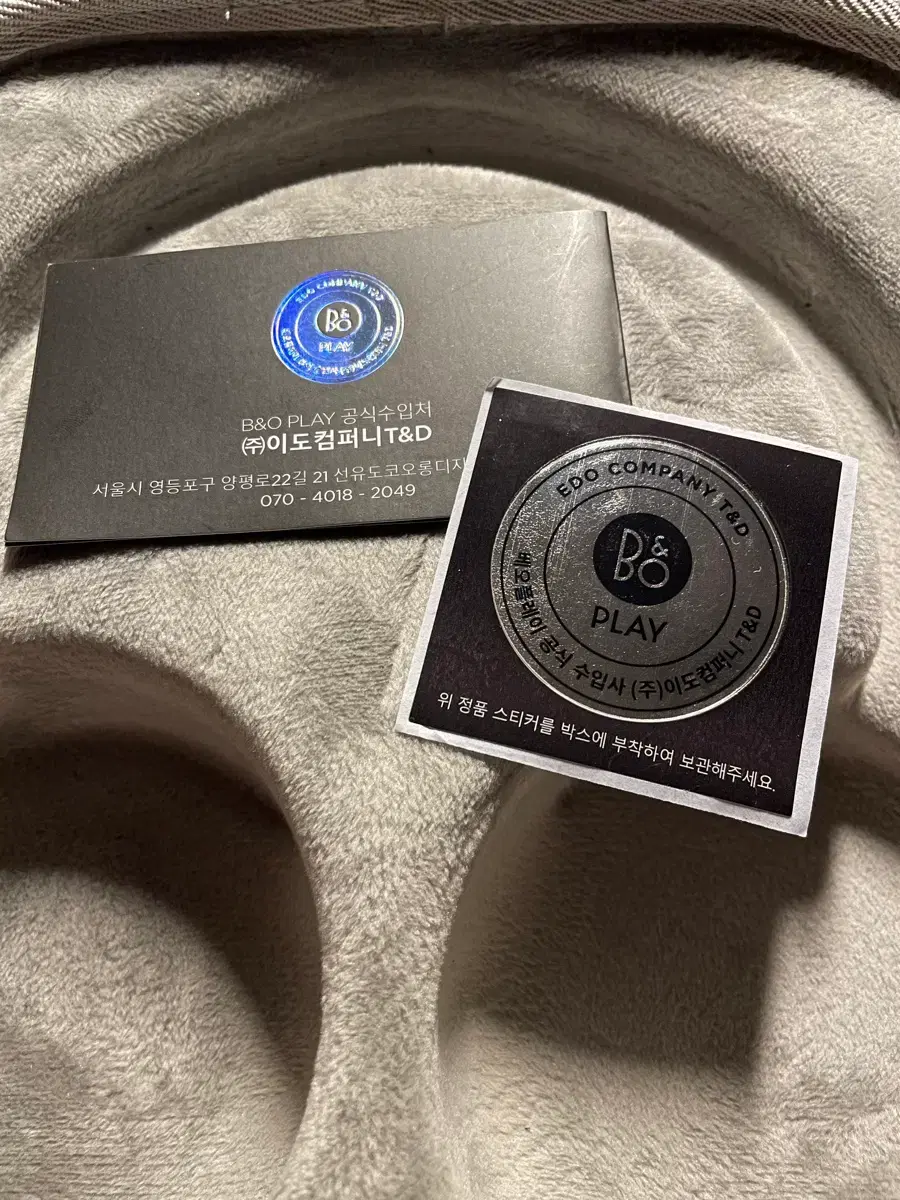 EDO COMPANY T&D
B&O
PLAY
B&O PLAY 공식수입처
㈜이도컴퍼니T&D
서울시 영등포구 양평로22길 21 선유도코오롱디지
070 - 4018 - 2049
EDO COMPANY T&D
B&O
PLAY
베오플레이 공식 수입사 (주)이도컴퍼니 T&D
위 정품 스티커를 박스에 부착하여 보관해주세요.